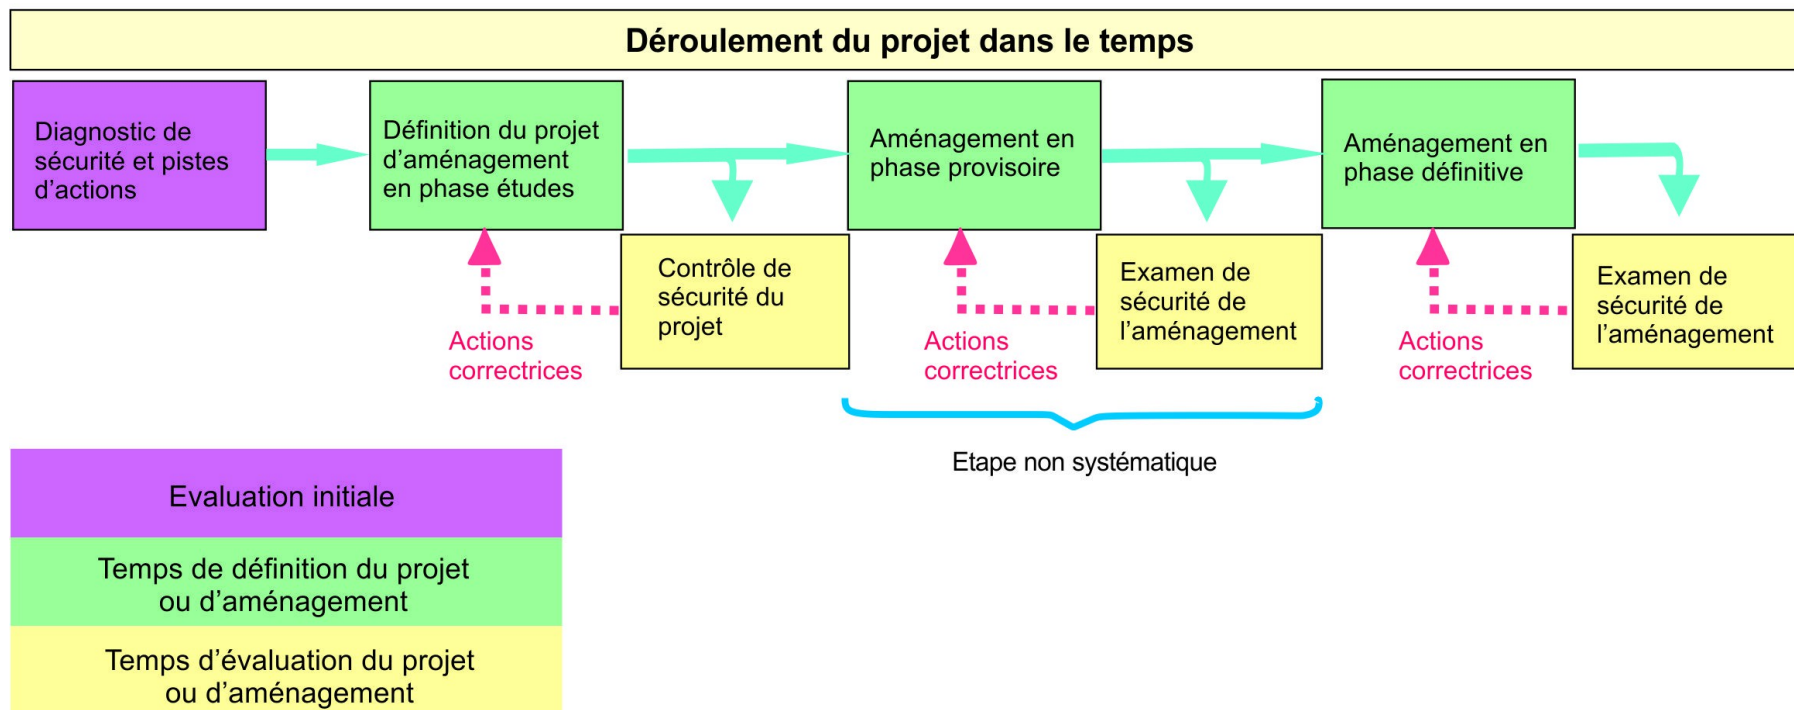 Déroulement du projet dans le temps
Diagnostic de
sécurité et pistes
d’actions
Définition du projet
d’aménagement
en phase études
Aménagement en
phase provisoire
Aménagement en
phase définitive
Contrôle de
sécurité du
projet
Examen de
sécurité de
l’aménagement
Examen de
sécurité de
l’aménagement
Actions
correctrices
Actions
correctrices
Actions
correctrices
Etape non systématique
Evaluation initiale
Temps de définition du projet
ou d’aménagement
Temps d’évaluation du projet
ou d’aménagement